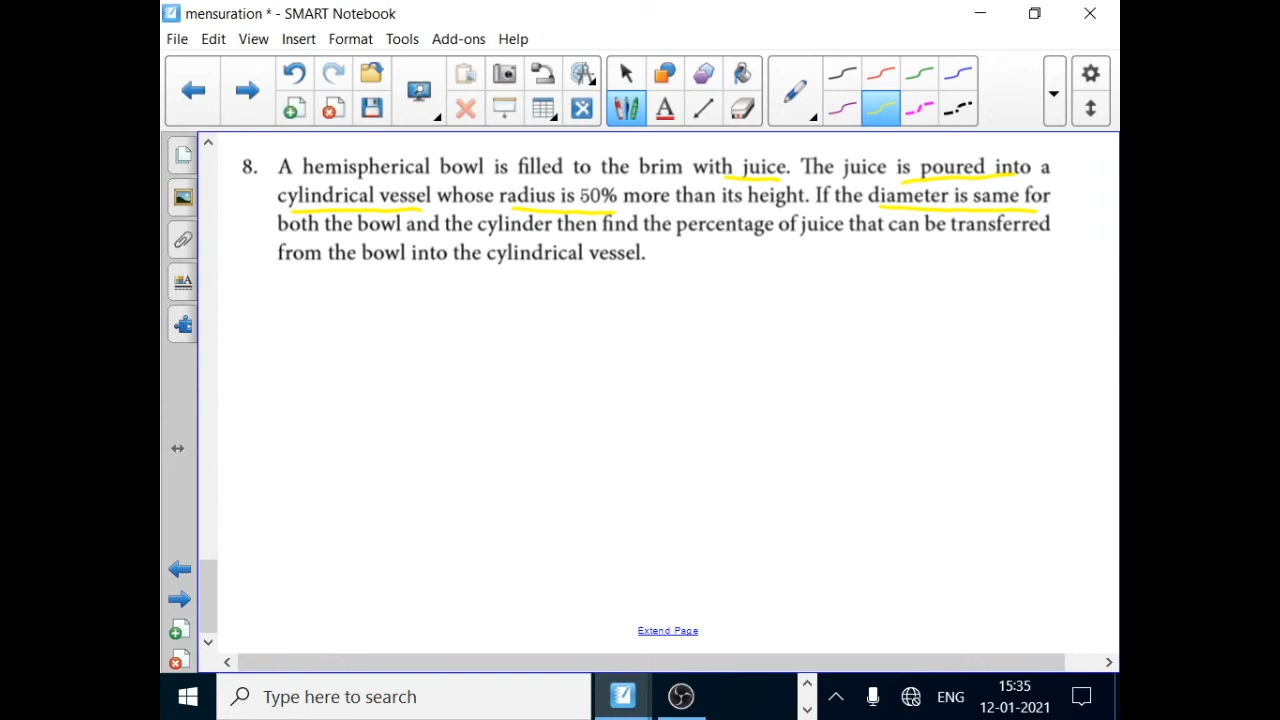 mensuration * - SMART Notebook
File Edit View Insert Format Tools Add-ons Help
8. A hemispherical bowl is filled to the brim with juice. The juice is poured into a
cylindrical vessel whose radius is 50% more than its height. If the diameter is same for
both the bowl and the cylinder then find the percentage of juice that can be transferred
from the bowl into the cylindrical vessel.
Extend Page
Type here to search
ENG
15:35
12-01-2021